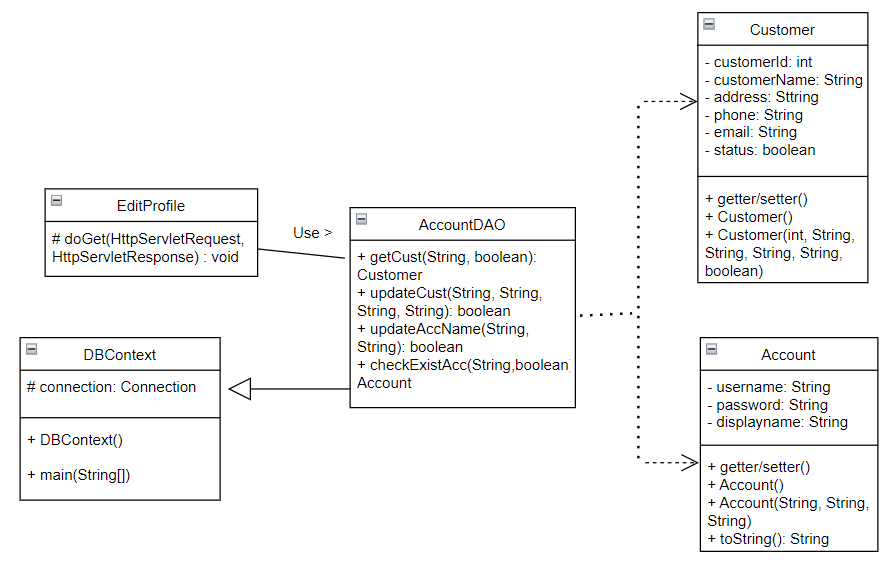 EditProfile
# doGet(HttpServletRequest,
HttpServletResponse) : void
Use >
AccountDAO
+ getCust(String, boolean):
Customer
+ updateCust(String, String,
String, String): boolean
+ updateAccName(String,
String): boolean
+ checkExistAcc(String,boolean)
Account
DBContext
# connection: Connection
+ DBContext()
+ main(String[])
Customer
- customerId: int
- customerName: String
- address: Sttring
- phone: String
- email: String
- status: boolean
+ getter/setter()
+ Customer()
+ Customer(int, String,
String, String, String,
boolean)
Account
- username: String
- password: String
- displayname: String
+ getter/setter()
+ Account()
+ Account(String, String,
String)
+ toString(): String